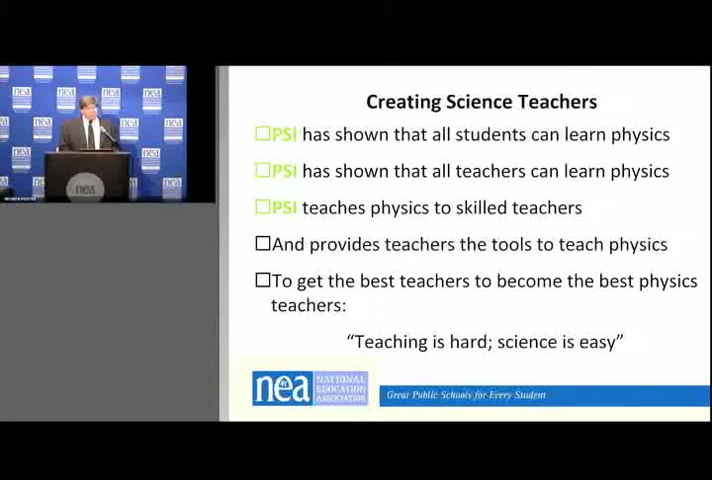 Creating Science Teachers
PSI has shown that all students can learn physics
PSI has shown that all teachers can learn physics
PSI teaches physics to skilled teachers
And provides teachers the tools to teach physics
To get the best teachers to become the best physics
teachers:
“Teaching is hard; science is easy”
nea
NATIONAL
EDUCATION
ASSOCIATION
Great Public Schools for Every Student
nea